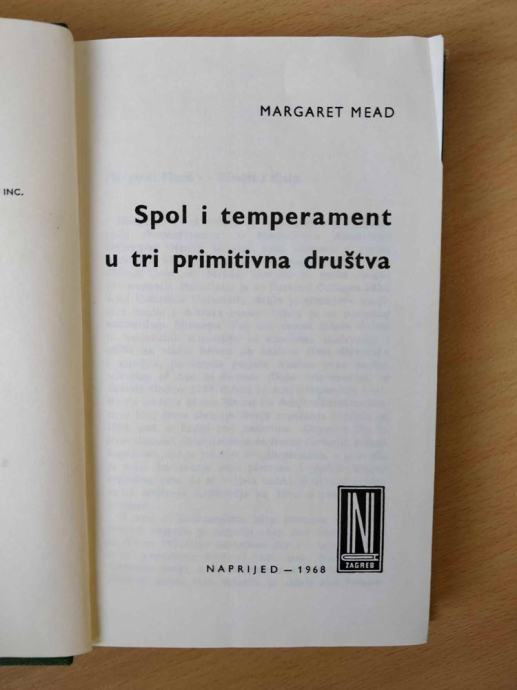 INC.
MARGARET MEAD
Spol i temperament
u tri primitivna društva
NAPRIJED — 1968
N
ZAGREB